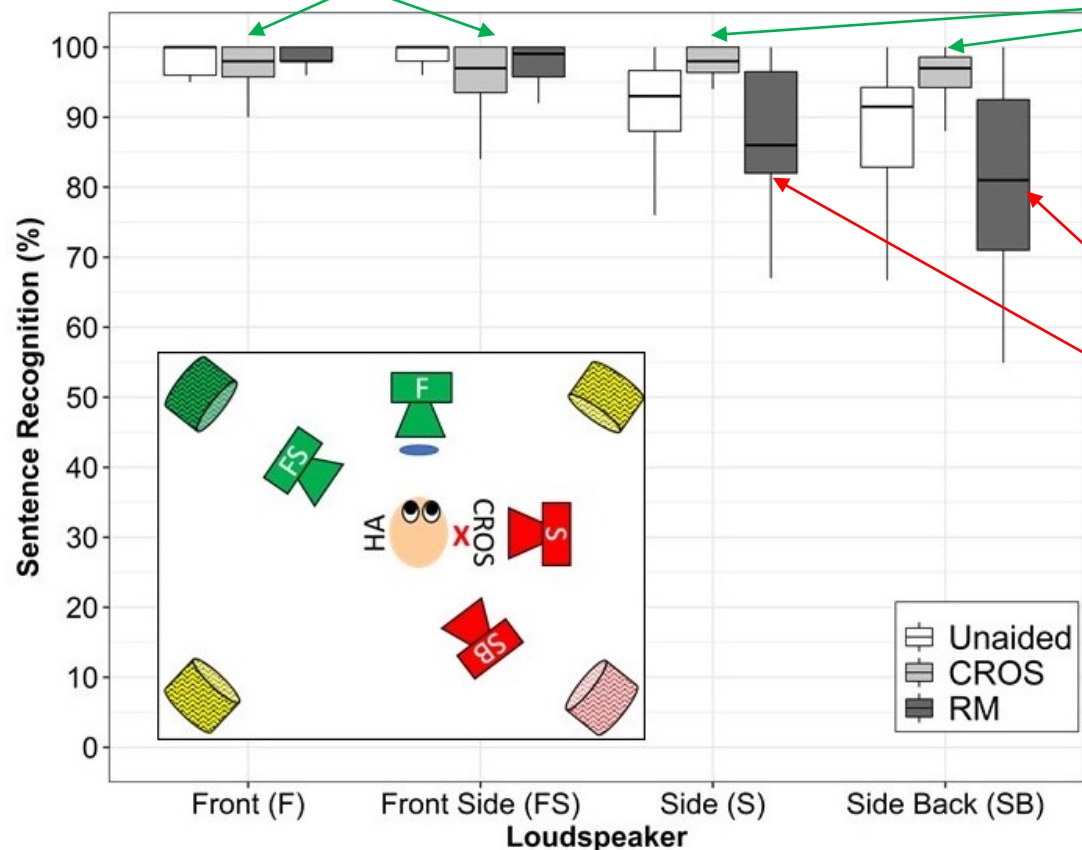 Sentence Recognition (%)
100
90
80
70
60
50
40
30
20
10
0
F
FS
HA
X
CROS
S
SB
Unaided
CROS
RM
Front (F)
Front Side (FS)
Side (S)
Side Back (SB)
Loudspeaker